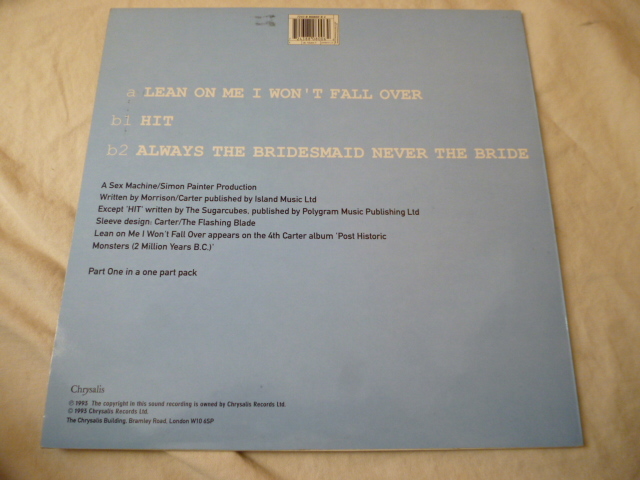 a LEAN ON ME I WON'T FALL OVER
b1 HIT
b2 ALWAYS THE BRIDESMAID NEVER THE BRIDE
A Sex Machine/Simon Painter Production
Written by Morrison/Carter published by Island Music Ltd
Except 'HIT' written by The Sugarcubes, published by Polygram Music Publishing Ltd
Sleeve design: Carter/The Flashing Blade
Lean on Me I Won't Fall Over appears on the 4th Carter album 'Post Historic
Monsters (2 Million Years B.C.)'
Part One in a one part pack
Chrysalis
℗ 1993 The copyright in this sound recording is owned by Chrysalis Records Ltd
© 1993 Chrysalis Records Ltd.
The Chrysalis Building, Bramley Road, London W10 6SP